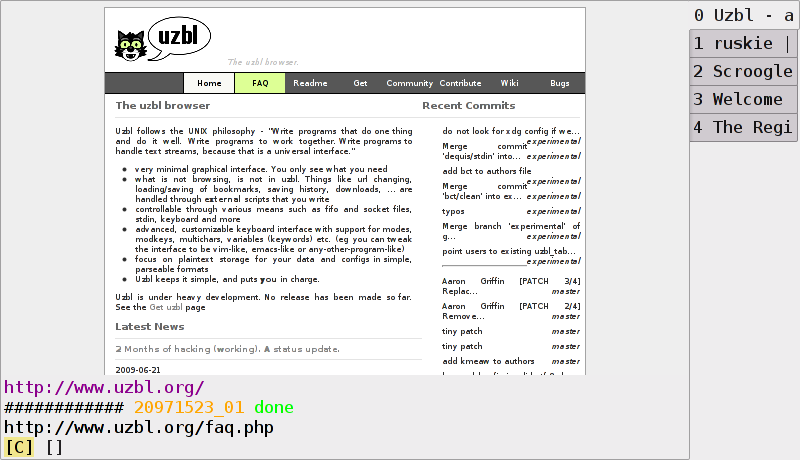 uzbl
The uzbl browser.
Home FAQ Readme Get Community Contribute Wiki Bugs
The uzbl browser
Uzbl follows the UNIX philosophy - "Write programs that do one thing
and do it well. Write programs to work together. Write programs to
handle text streams, because that is a universal interface."
very minimal graphical interface. You only see what you need
what is not browsing, is not in uzbl. Things like url changing,
loading/saving of bookmarks, saving history, downloads, ... are
handled through external scripts that you write
controllable through various means such as fifo and socket files,
stdin, keyboard and more
advanced, customizable keyboard interface with support for modes,
modkeys, multichars, variables (keywords) etc. (eg you can tweak
the interface to be vim-like, emacs-like or any-other-program-like)
focus on plaintext storage for your data and configs in simple,
parseable formats
Uzbl keeps it simple, and puts you in charge.
Uzbl is under heavy development. No release has been made so far.
See the Get uzbl page
Latest News
2 Months of hacking (working). A status update.
2009-06-21
Recent Commits
do not look for xdg config if we...
experimental
Merge commit
'dequis/stdin' into... experimental
add bct to authors file
experimental
Merge commit
'bct/clean' into ex... experimental
typos experimental
Merge branch 'experimental' of
g... experimental
point users to existing uzbl_tab...
experimental
Aaron Griffin [PATCH 3/4]
Replac... master
Aaron Griffin [PATCH 2/4]
Remove... master
tiny patch master
tiny patch master
add kmeaw to authors master
0 Uzbl - a
1 ruskie |
2 Scroogle
3 Welcome
4 The Regi
http://www.uzbl.org/
############ 20971523_01 done
http://www.uzbl.org/faq.php
[C] []